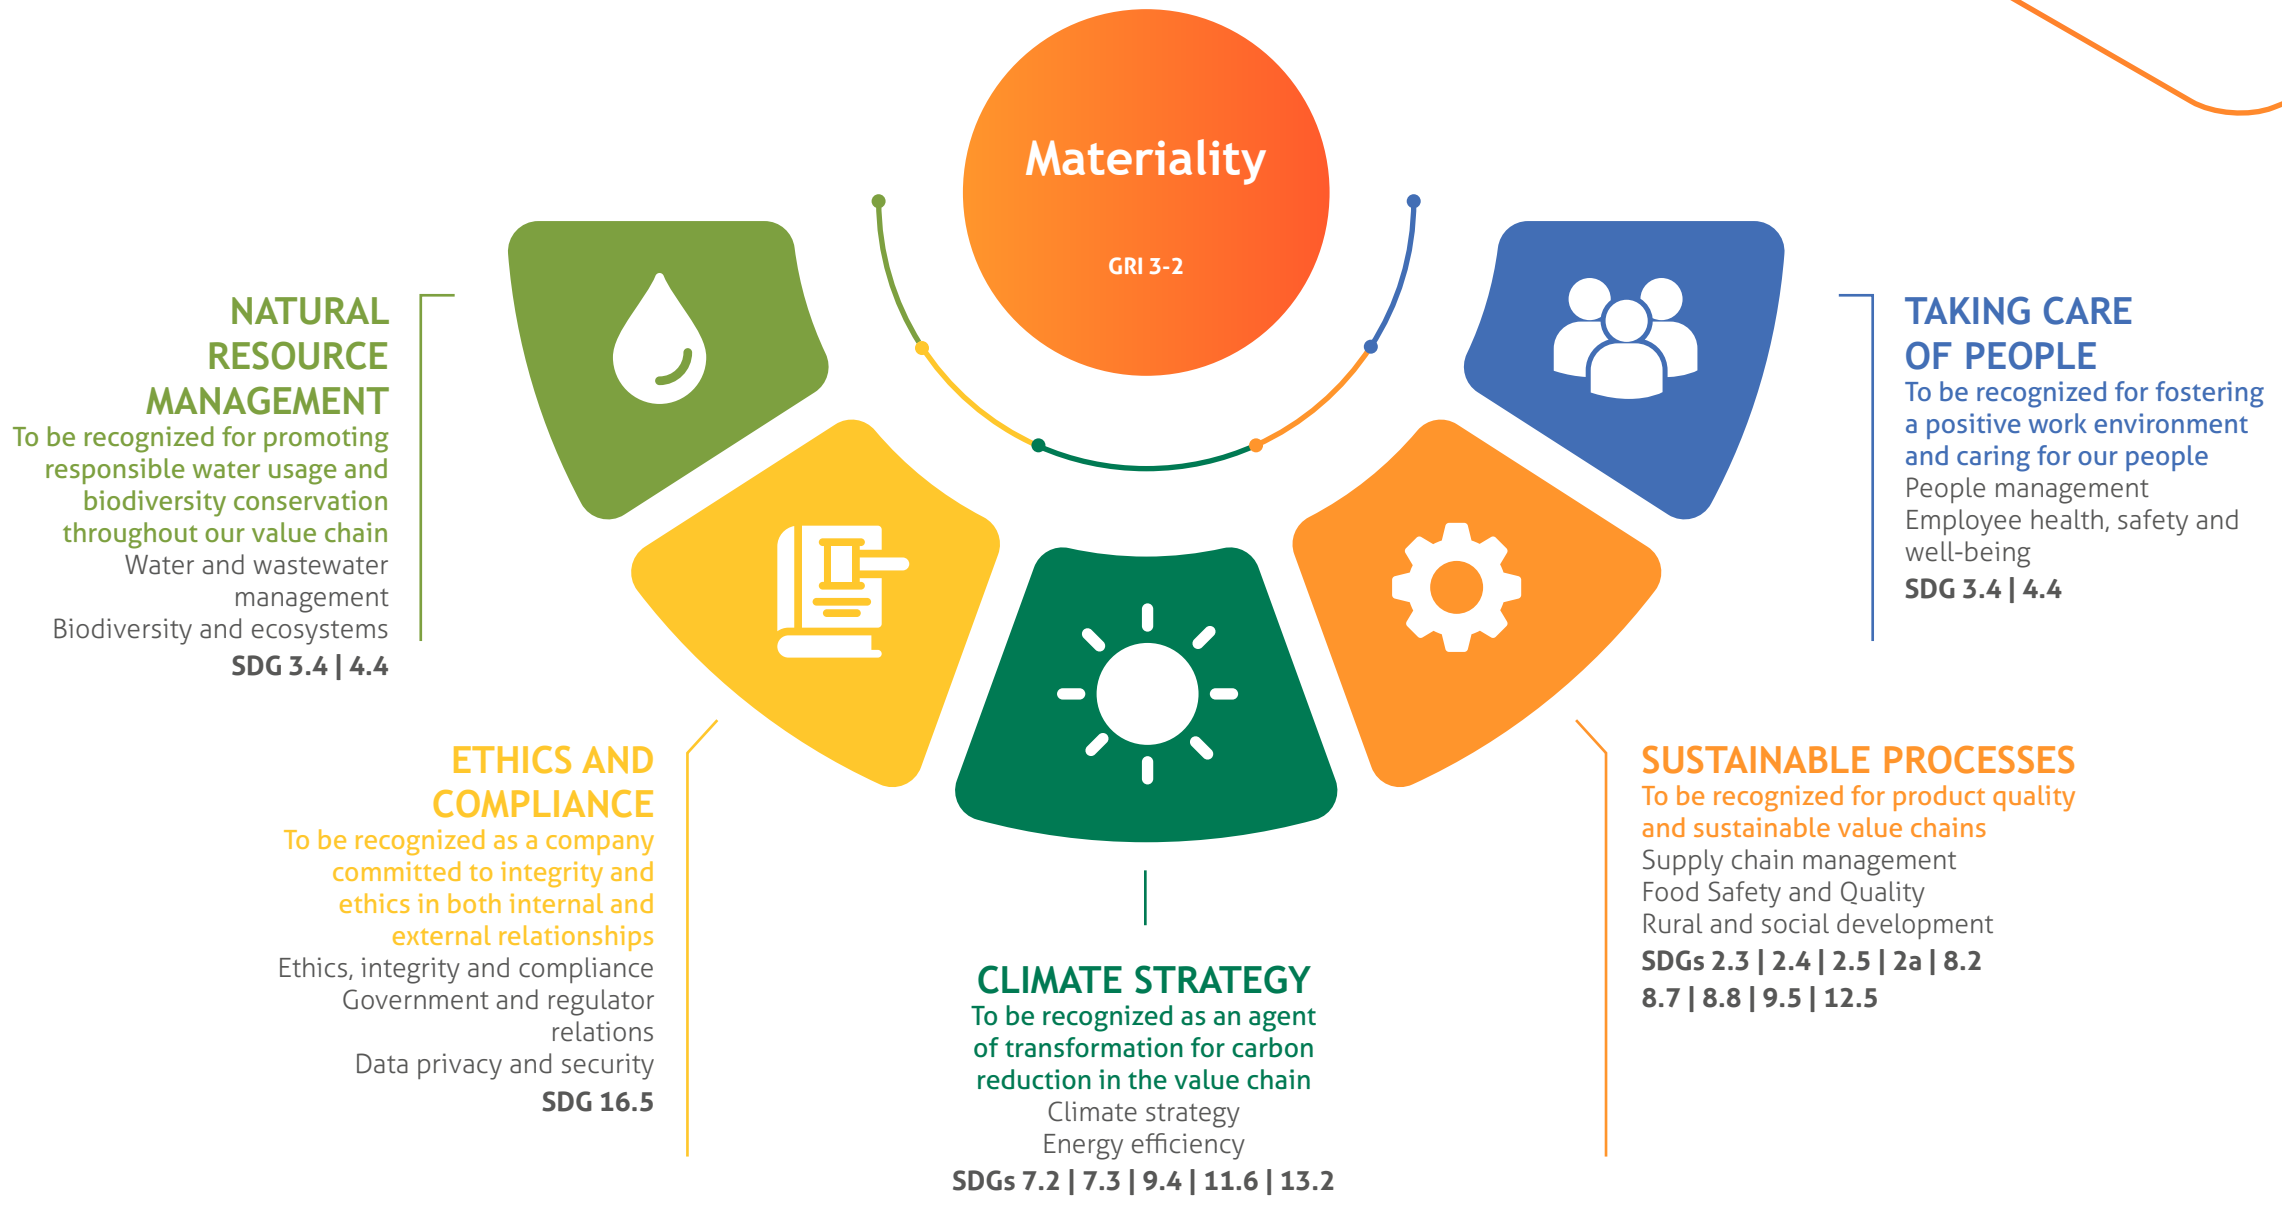 Materiality
GRI 3-2
NATURAL
RESOURCE
MANAGEMENT
To be recognized for promoting
responsible water usage and
biodiversity conservation
throughout our value chain
Water and wastewater
management
Biodiversity and ecosystems
SDG 3.4 | 4.4
ETHICS AND
COMPLIANCE
To be recognized as a company
committed to integrity and
ethics in both internal and
external relationships
Ethics, integrity and compliance
Government and regulator
relations
Data privacy and security
SDG 16.5
CLIMATE STRATEGY
To be recognized as an agent
of transformation for carbon
reduction in the value chain
Climate strategy
Energy efficiency
SDGs 7.2 | 7.3 | 9.4 | 11.6 | 13.2
SUSTAINABLE PROCESSES
To be recognized for product quality
and sustainable value chains
Supply chain management
Food Safety and Quality
Rural and social development
SDGs 2.3 | 2.4 | 2.5 | 2a | 8.2
8.7 | 8.8 | 9.5 | 12.5
TAKING CARE
OF PEOPLE
To be recognized for fostering
a positive work environment
and caring for our people
People management
Employee health, safety and
well-being
SDG 3.4 | 4.4